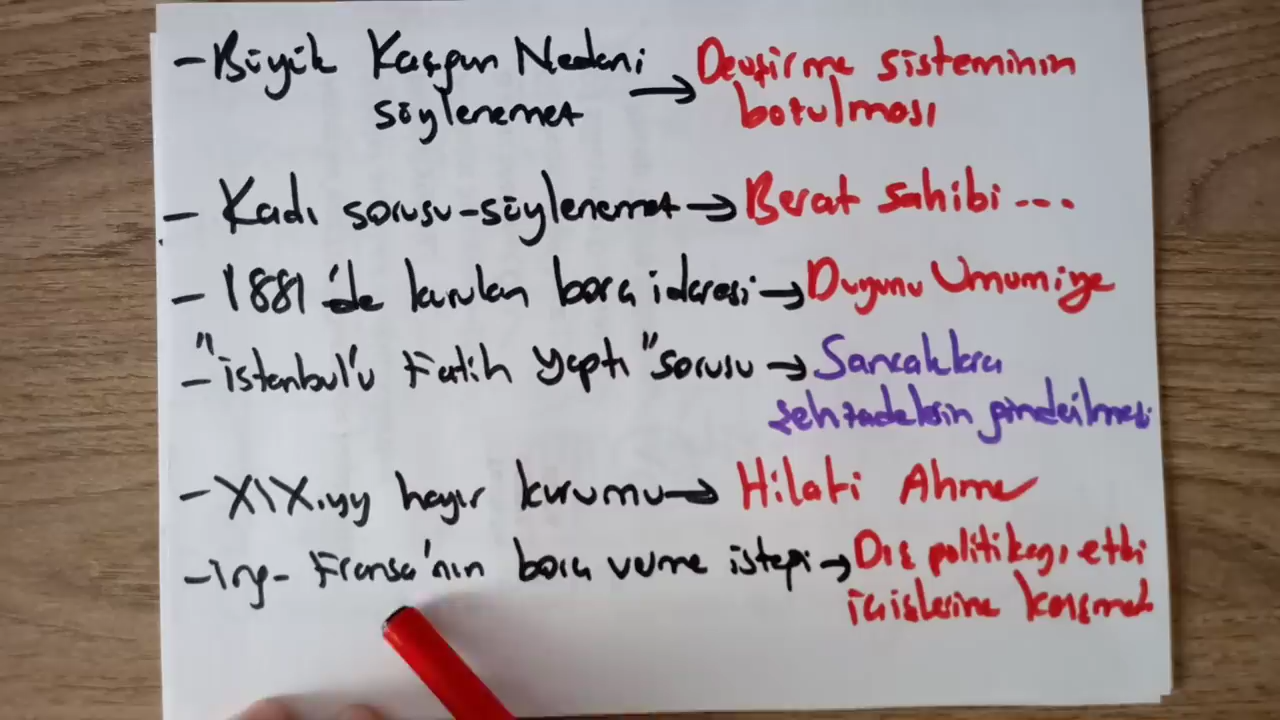 - Büyük Kaçgun Nedeni → Devşirme sisteminin
söylenemez bozulması
- Kadı sorusu-söylenemez → Berat sahibi ...
- 1881'de kurulan borç idaresi → Duyunu Umumiye
- "İstanbul'u Fatih yaptı" sorusu → Sancaklara
şehzadelerin gönderilmesi
- XIX.yy hayır kurumu → Hilali Ahmer
- ing- Fransa'nın borç verme isteği → Dış politikayı etki
içişlerine karışmak